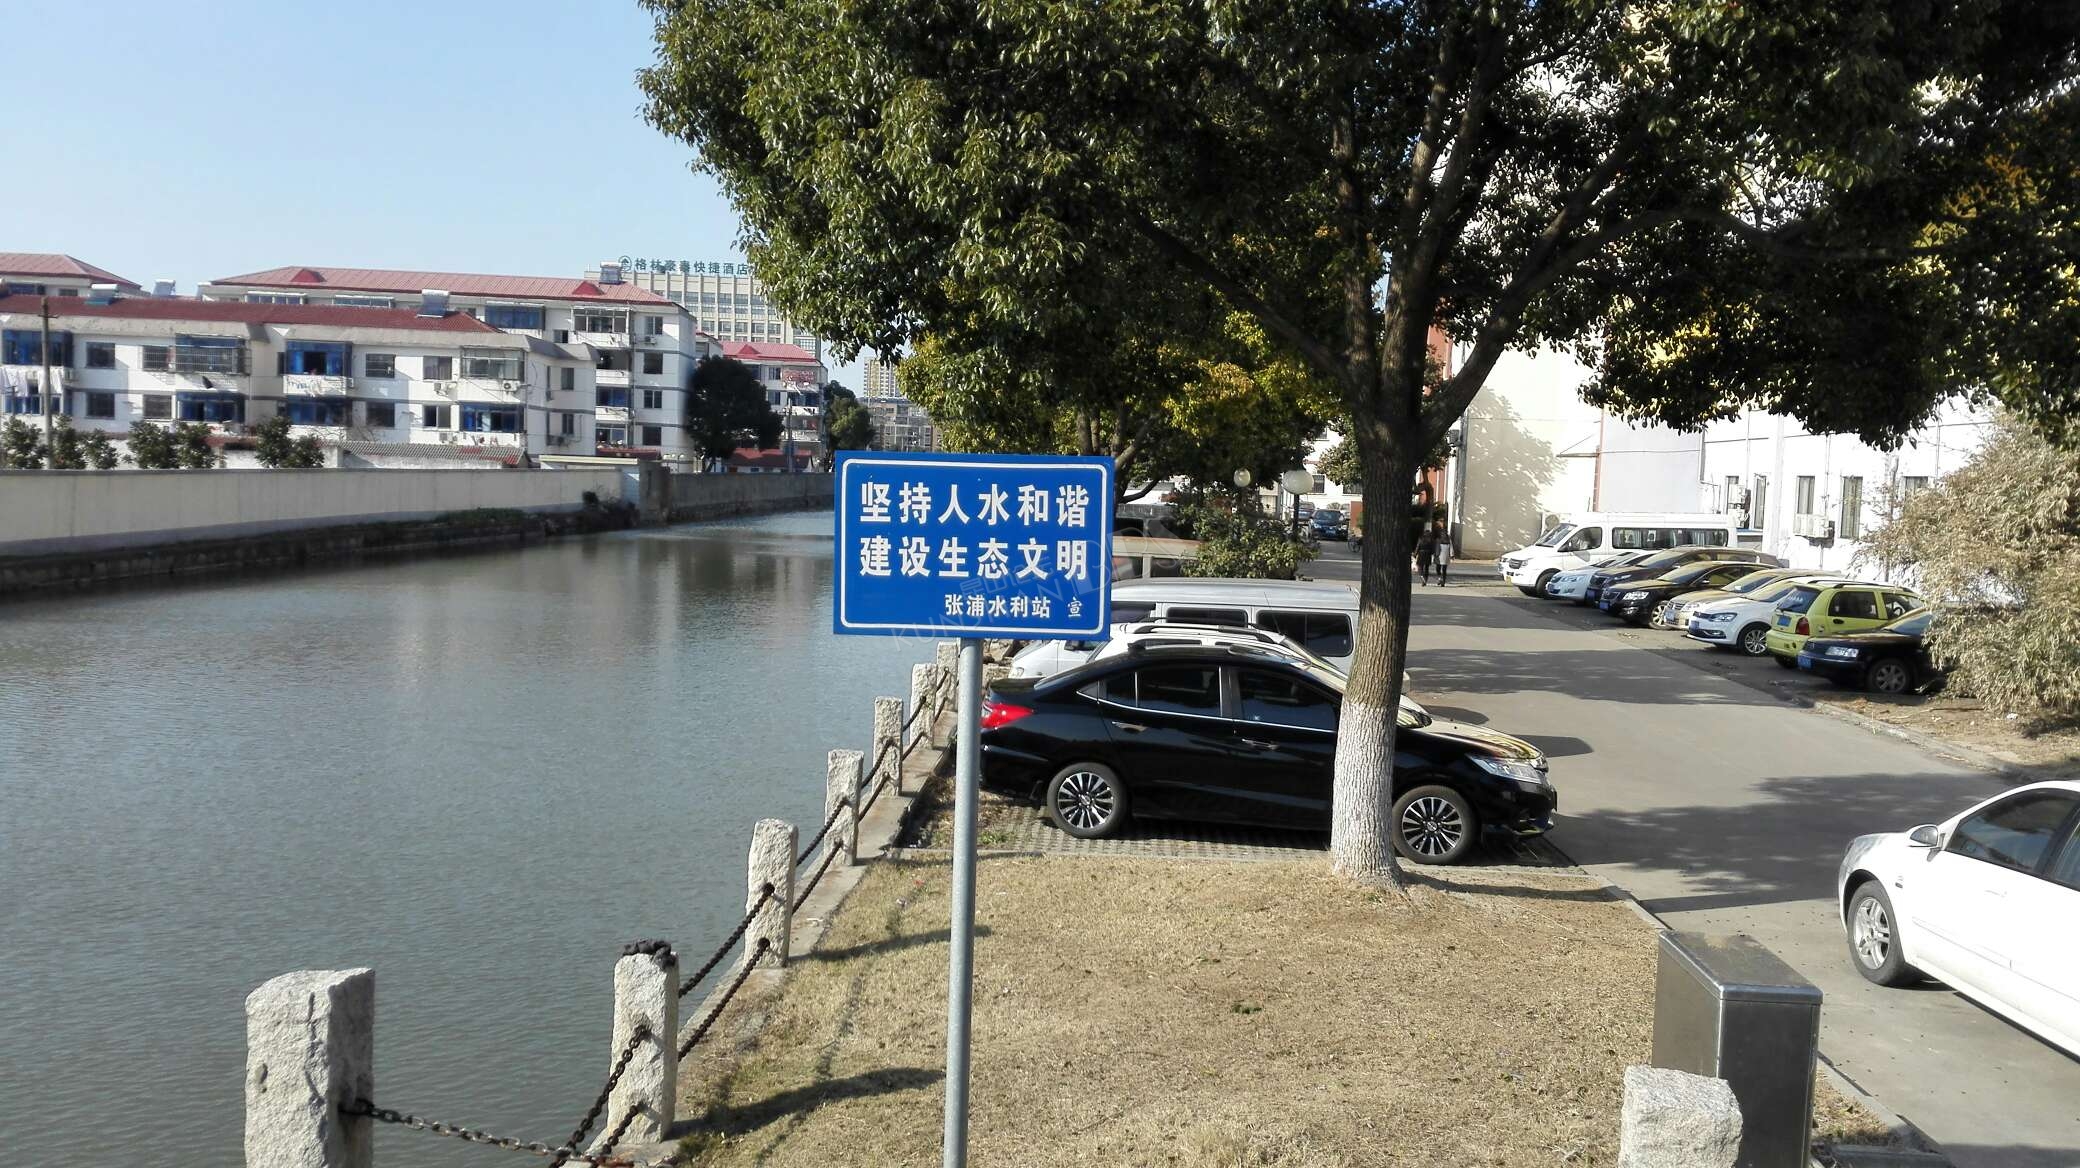 格林豪泰快捷酒店
坚持人水和谐
建设生态文明
张浦水利站 宣